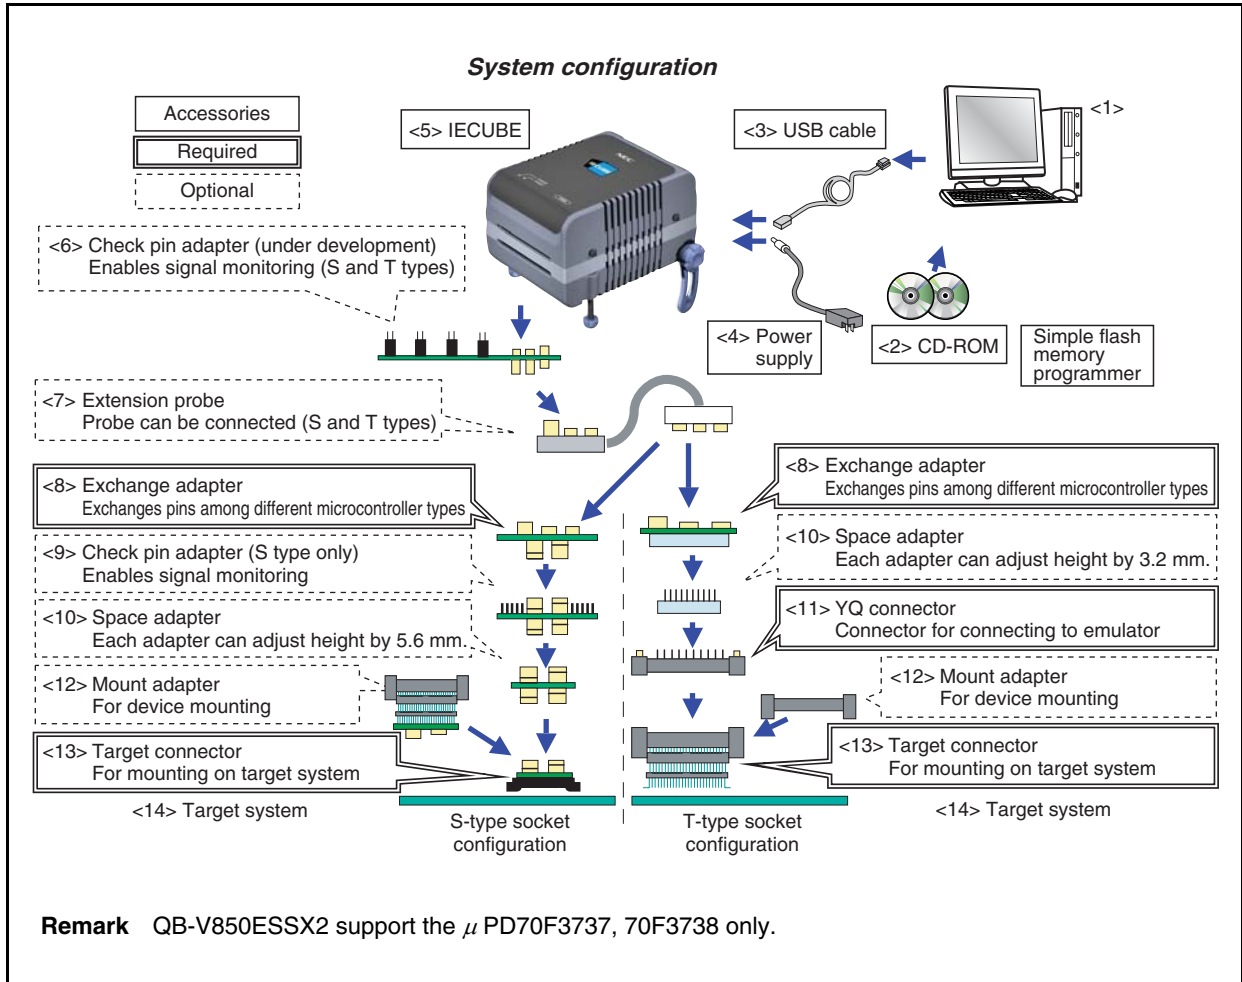 System configuration
Accessories
Required
Optional
<5> IECUBE
<3> USB cable
<1>
NEC
<6> Check pin adapter (under development)
Enables signal monitoring (S and T types)
<4> Power
supply
<2> CD-ROM
Simple flash
memory
programmer
<7> Extension probe
Probe can be connected (S and T types)
<8> Exchange adapter
Exchanges pins among different microcontroller types
<9> Check pin adapter (S type only)
Enables signal monitoring
<10> Space adapter
Each adapter can adjust height by 5.6 mm.
<12> Mount adapter
For device mounting
<13> Target connector
For mounting on target system
<14> Target system
S-type socket
configuration
<8> Exchange adapter
Exchanges pins among different microcontroller types
<10> Space adapter
Each adapter can adjust height by 3.2 mm.
<11> YQ connector
Connector for connecting to emulator
<12> Mount adapter
For device mounting
<13> Target connector
For mounting on target system
<14> Target system
T-type socket
configuration
Remark QB-V850ESSX2 support the μ PD70F3737, 70F3738 only.